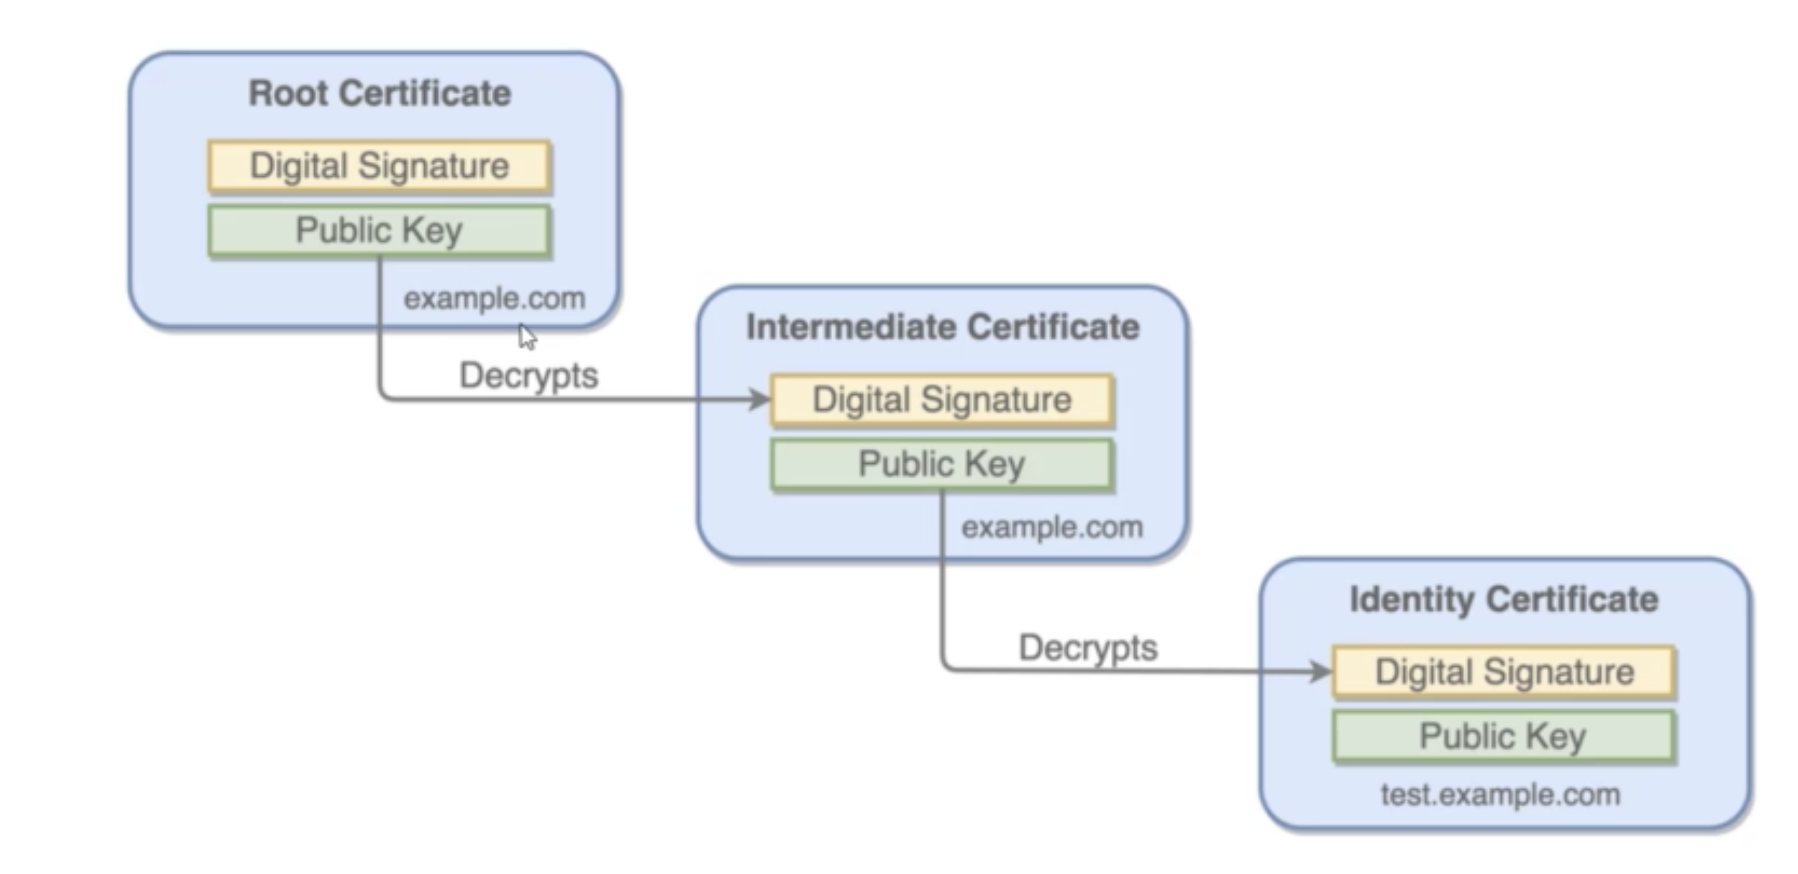 Root Certificate
Digital Signature
Public Key
example.com
Decrypts
Intermediate Certificate
Digital Signature
Public Key
example.com
Decrypts
Identity Certificate
Digital Signature
Public Key
test.example.com